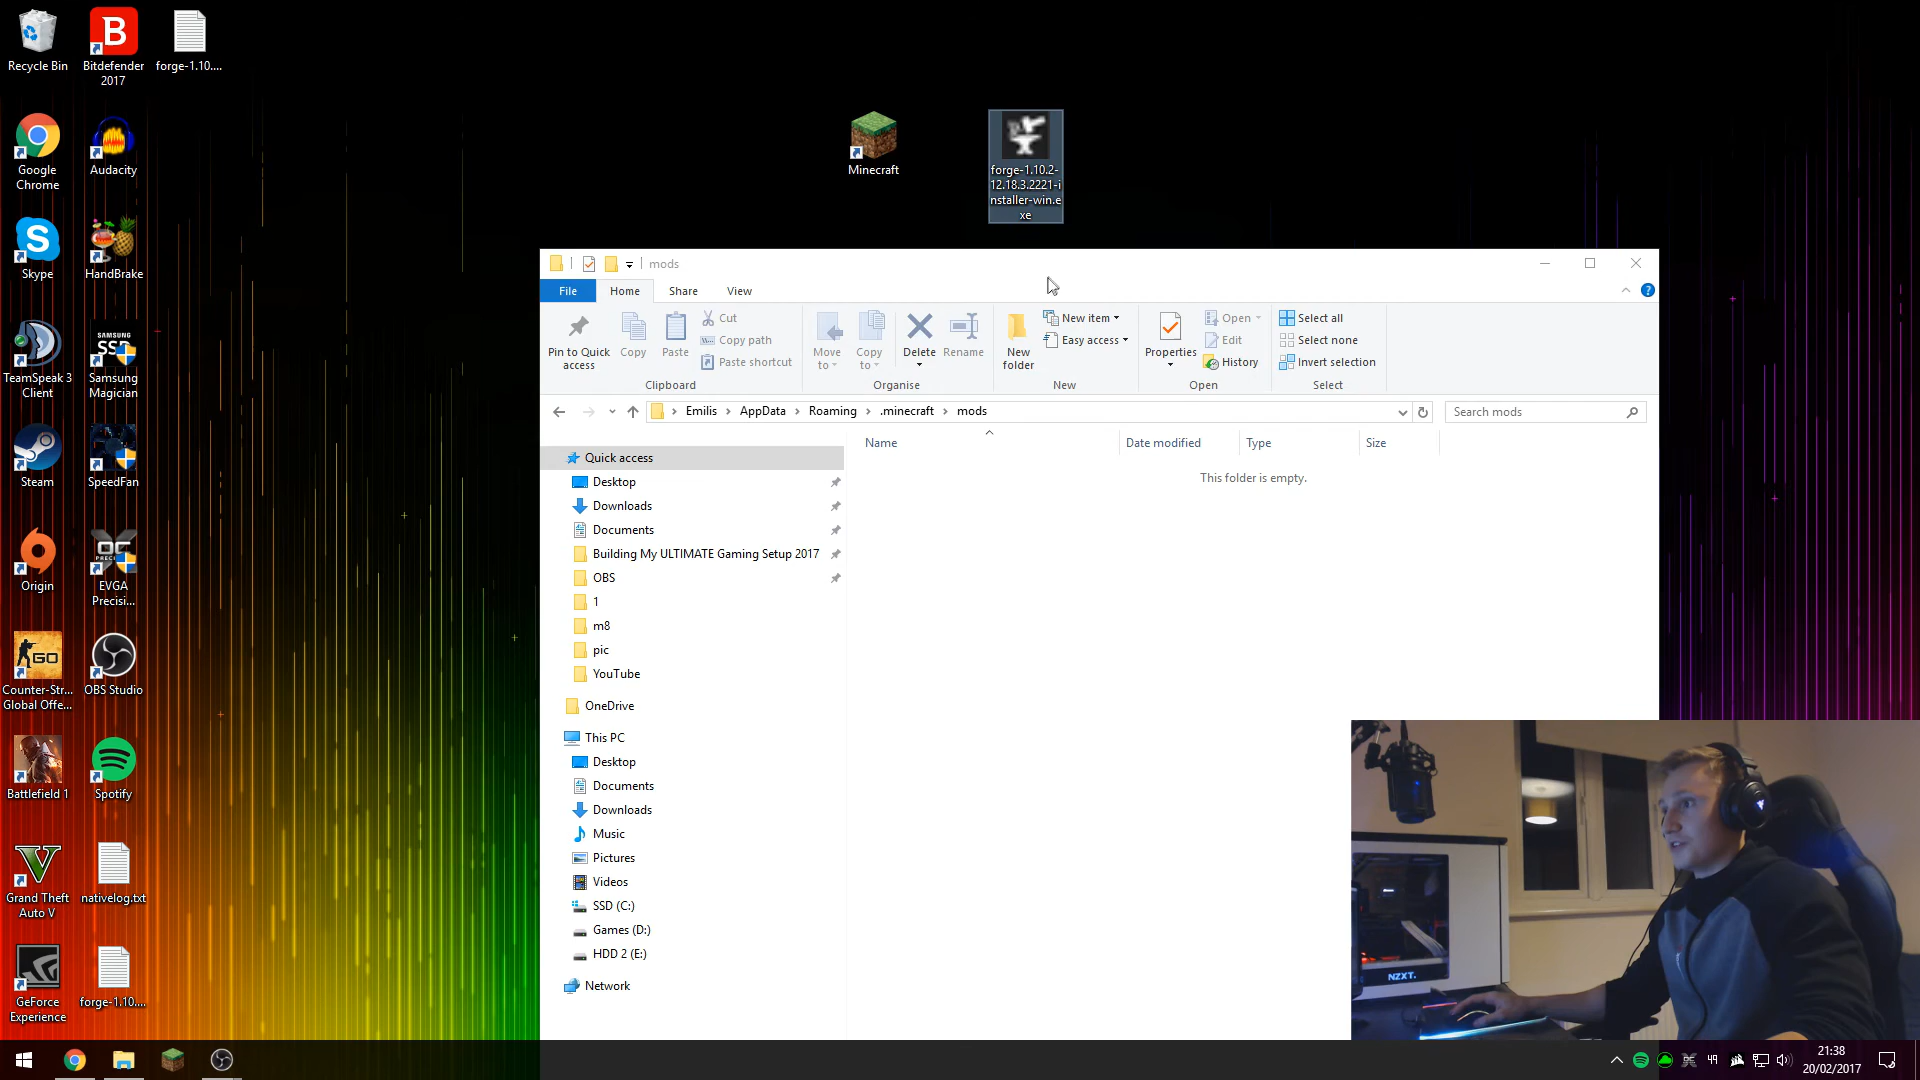 Recycle Bin
Bitdefender
2017
forge-1.10....
Google
Chrome
Audacity
Skype
HandBrake
TeamSpeak 3
Client
SAMSUNG
SSD
Samsung
Magician
Steam
SpeedFan
Origin
EVGA
Precisi...
GO
Counter-Str...
Global Offe...
OBS Studio
Battlefield 1
Spotify
Grand Theft
Auto V
nativelog.txt
GeForce
Experience
forge-1.10....
Minecraft
forge-1.10.2-
12.18.3.2221-i
nstaller-win.e
xe
mods
File
Home
Share
View
Pin to Quick
access
Copy
Paste
Cut
Copy path
Paste shortcut
Clipboard
Move
to
Copy
to
Delete
Rename
Organise
New
folder
New item
Easy access
New
Properties
Open
Edit
History
Open
Select all
Select none
Invert selection
Select
Emilis > AppData > Roaming > .minecraft > mods
Search mods
Name
Date modified
Type
Size
This folder is empty.
Quick access
Desktop
Downloads
Documents
Building My ULTIMATE Gaming Setup 2017
OBS
1
m8
pic
YouTube
OneDrive
This PC
Desktop
Documents
Downloads
Music
Pictures
Videos
SSD (C:)
Games (D:)
HDD 2 (E:)
Network
NZXT.
21:38
20/02/2017